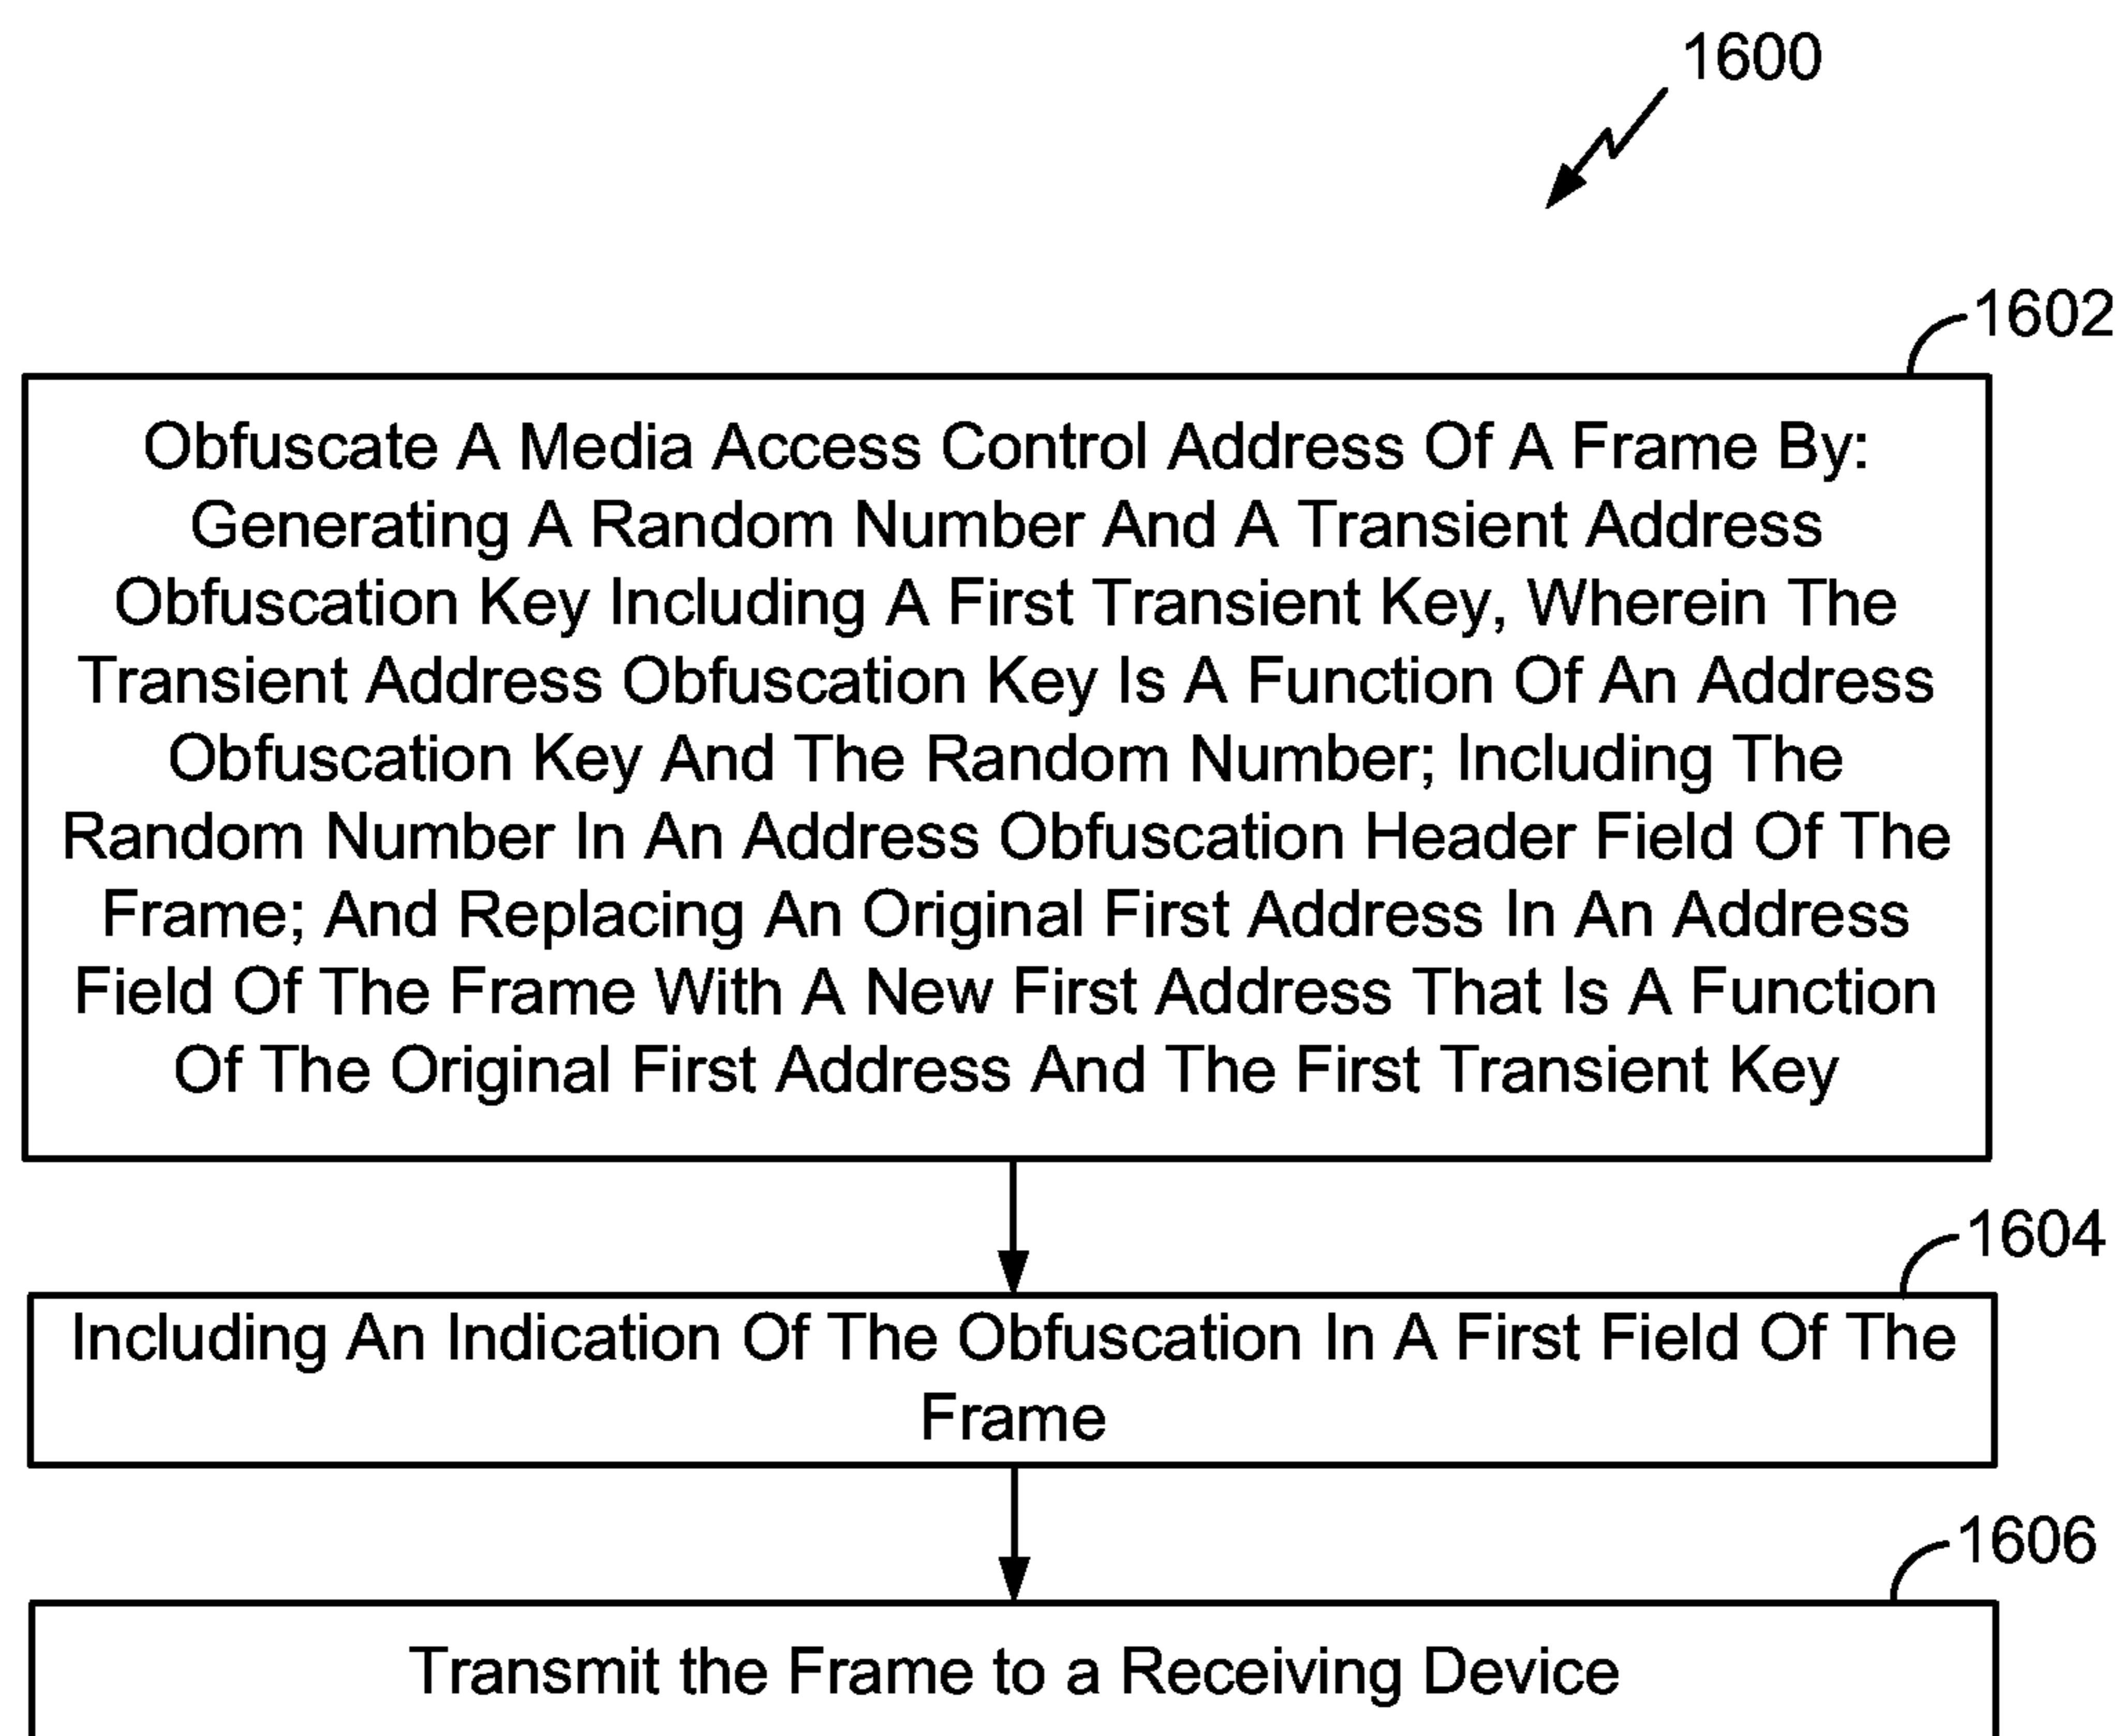 1600
1602
Obfuscate A Media Access Control Address Of A Frame By:
Generating A Random Number And A Transient Address
Obfuscation Key Including A First Transient Key, Wherein The
Transient Address Obfuscation Key Is A Function Of An Address
Obfuscation Key And The Random Number; Including The
Random Number In An Address Obfuscation Header Field Of The
Frame; And Replacing An Original First Address In An Address
Field Of The Frame With A New First Address That Is A Function
Of The Original First Address And The First Transient Key
1604
Including An Indication Of The Obfuscation In A First Field Of The
Frame
1606
Transmit the Frame to a Receiving Device